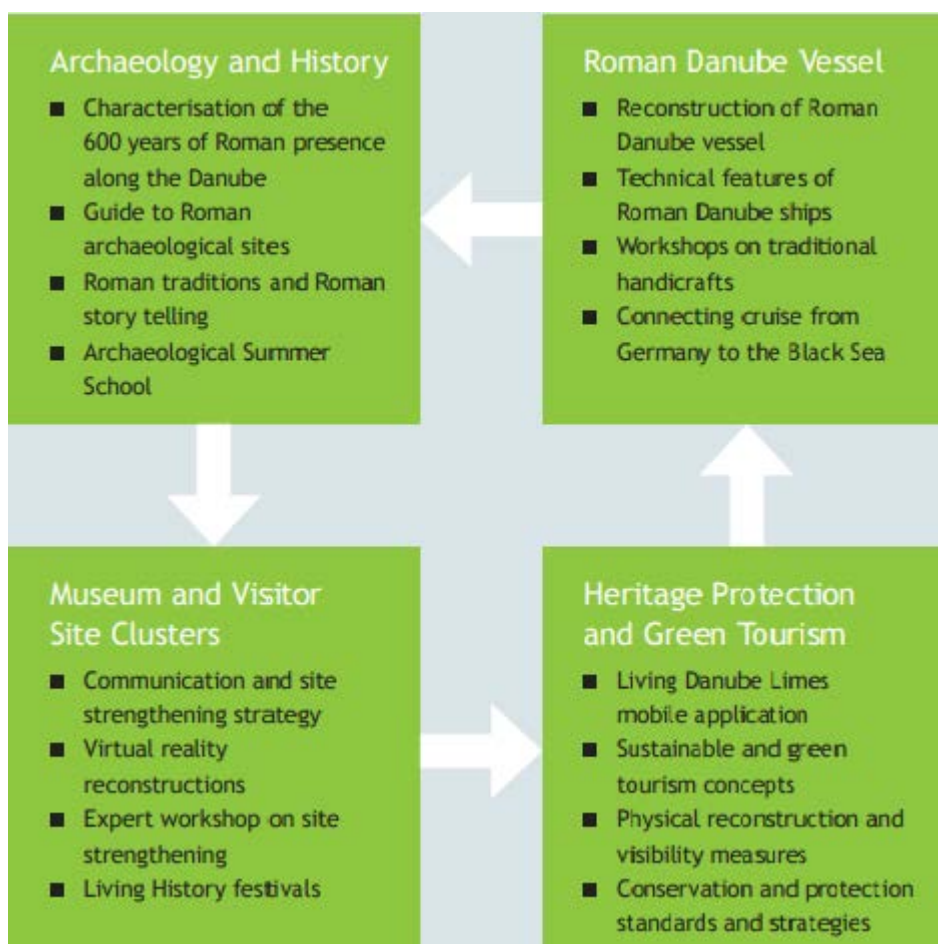 Archaeology and History
■ Characterisation of the
600 years of Roman presence
along the Danube
■ Guide to Roman
archaeological sites
■ Roman traditions and Roman
story telling
■ Archaeological Summer
School
Roman Danube Vessel
■ Reconstruction of Roman
Danube vessel
■ Technical features of
Roman Danube ships
■ Workshops on traditional
handicrafts
■ Connecting cruise from
Germany to the Black Sea
Museum and Visitor
Site Clusters
■ Communication and site
strengthening strategy
■ Virtual reality
reconstructions
■ Expert workshop on site
strengthening
■ Living History festivals
Heritage Protection
and Green Tourism
■ Living Danube Limes
mobile application
■ Sustainable and green
tourism concepts
■ Physical reconstruction and
visibility measures
■ Conservation and protection
standards and strategies